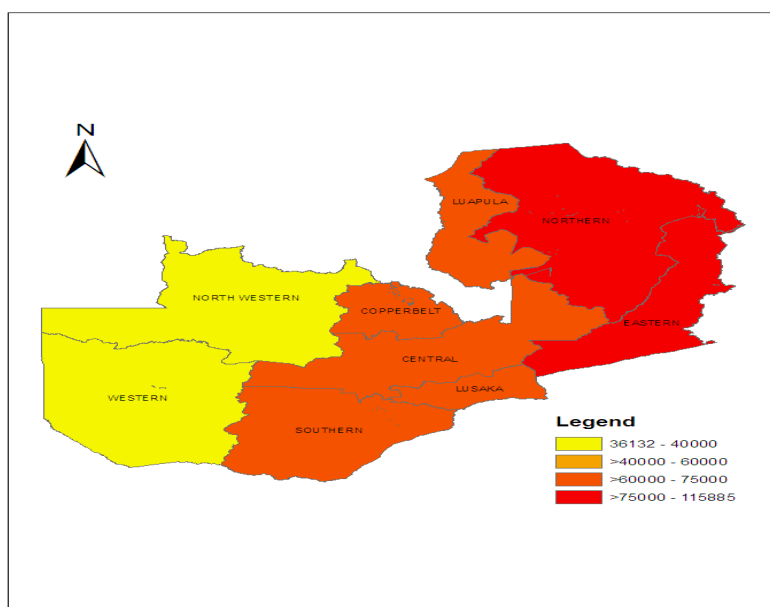 N
LUAPULA
NORTHERN
NORTH WESTERN
COPPERBELT
EASTERN
CENTRAL
LUSAKA
WESTERN
SOUTHERN
Legend
36132 - 40000
>40000 - 60000
>60000 - 75000
>75000 - 115885